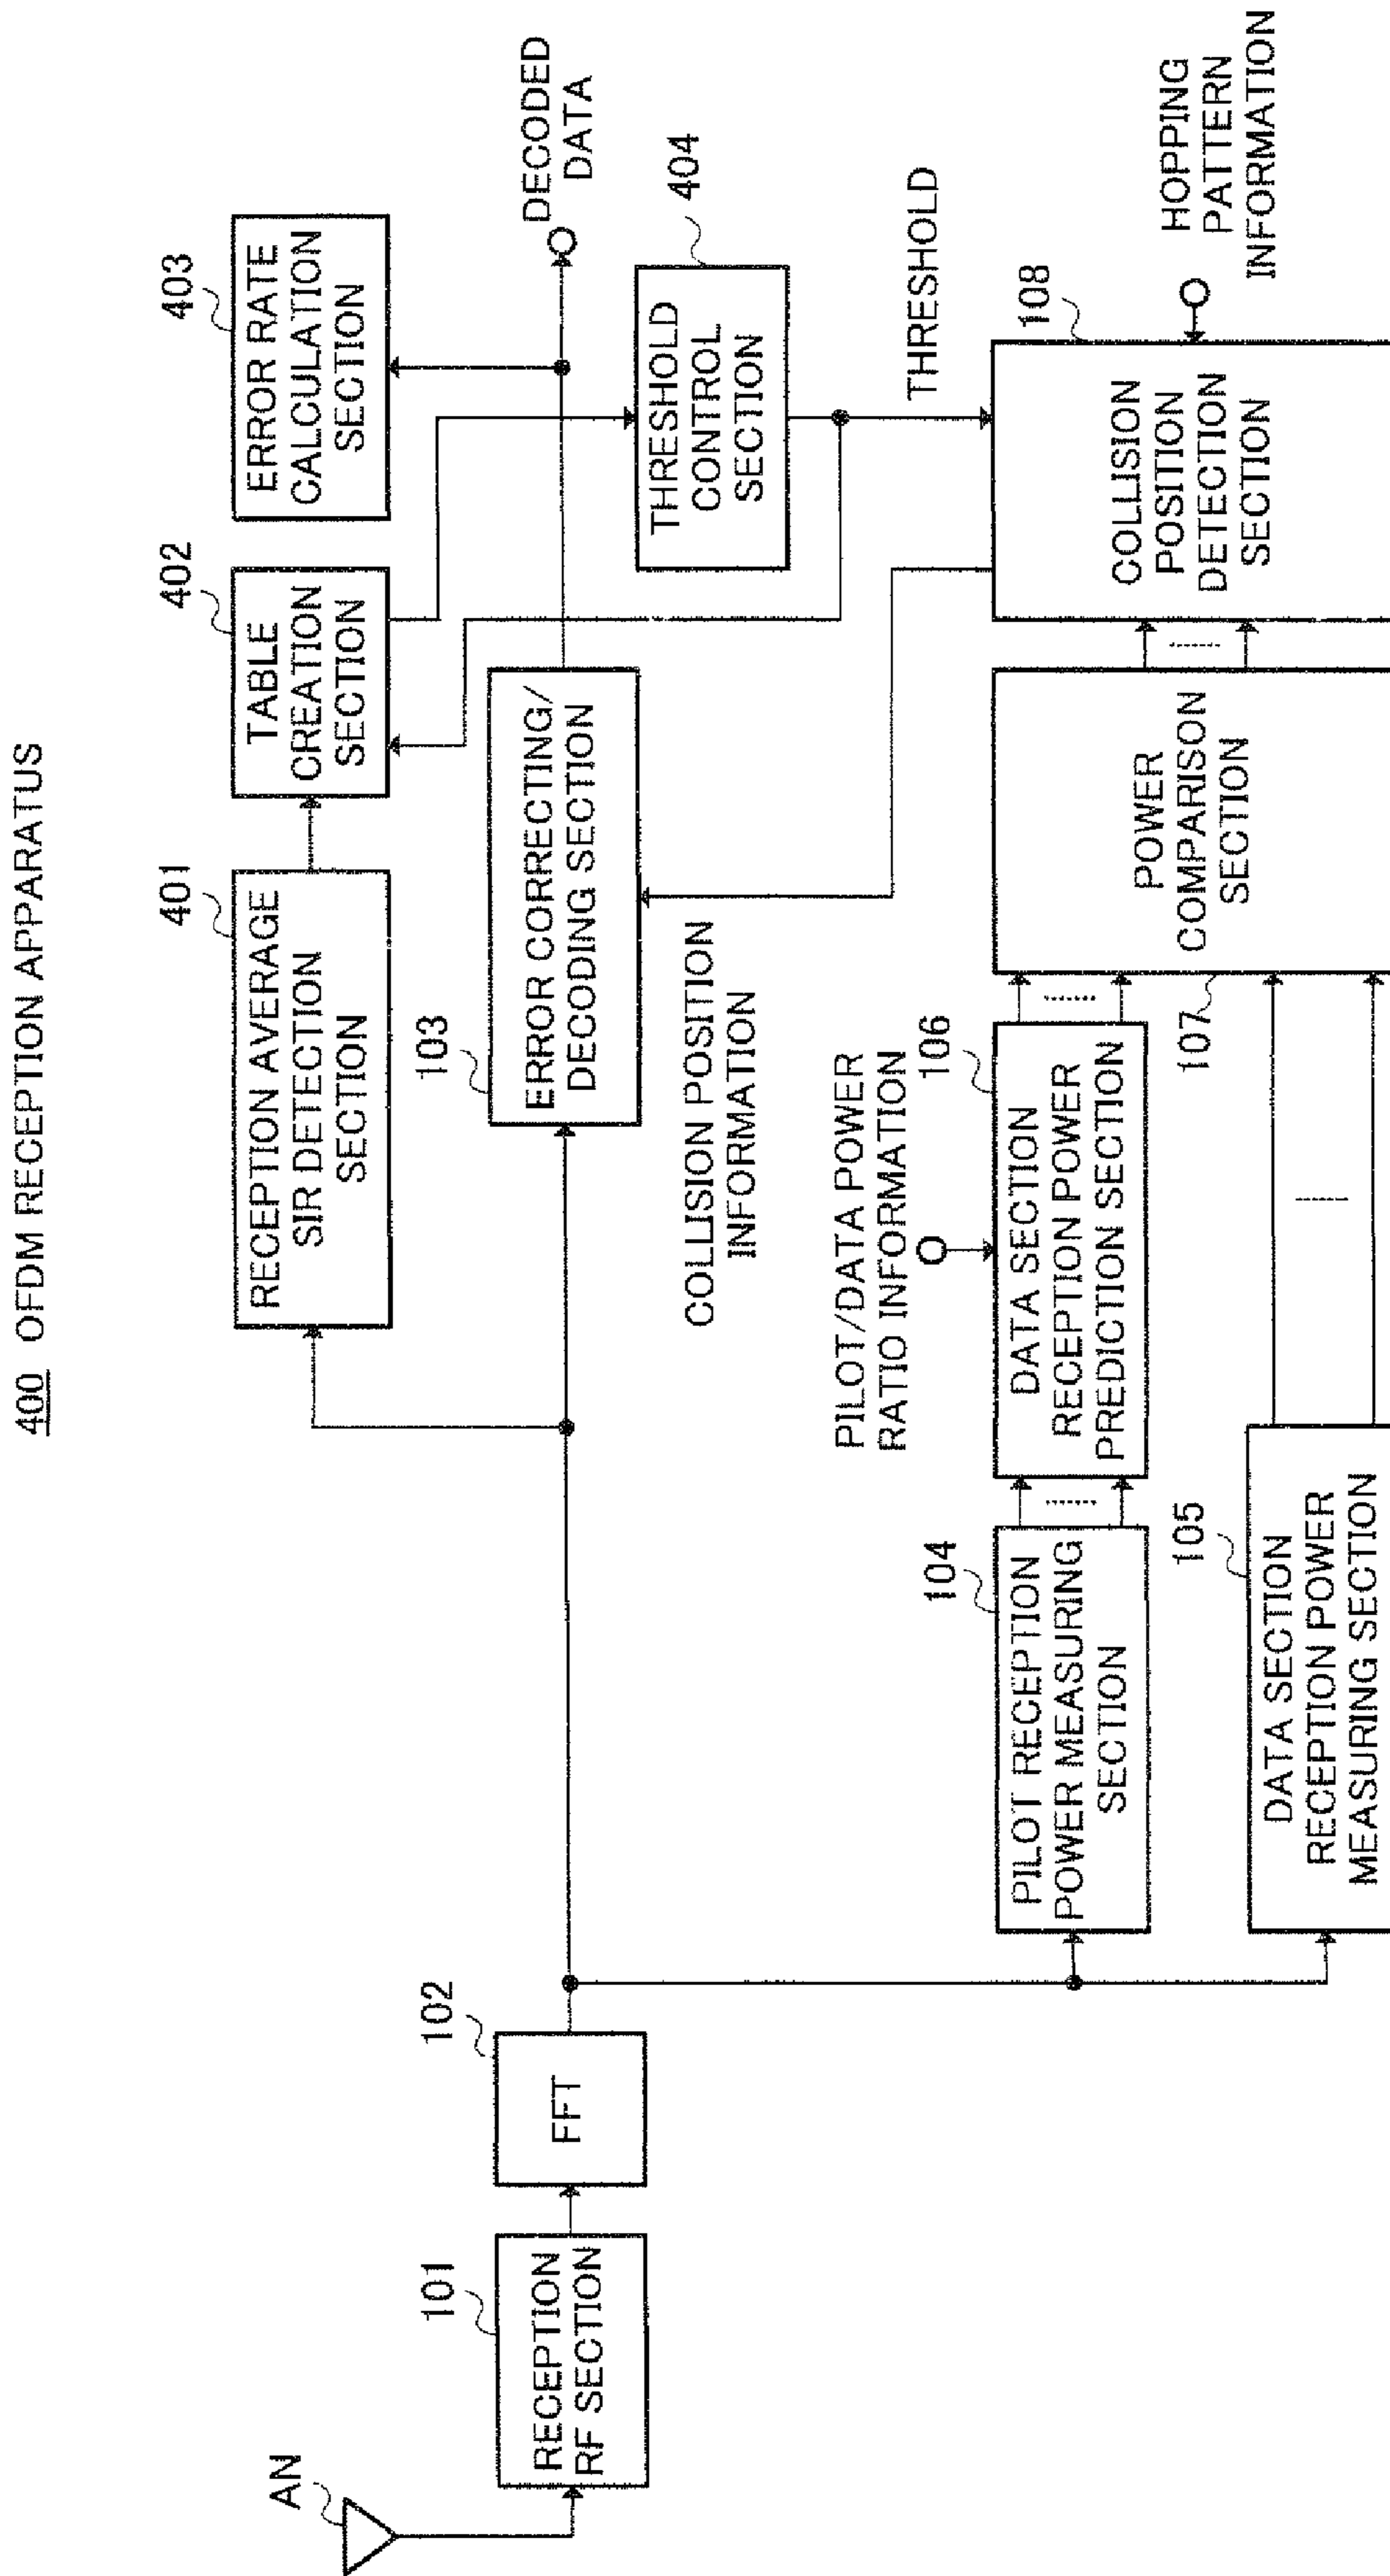 400 OFDM RECEPTION APPARATUS
AN
101
RECEPTION
RF SECTION
102
FFT
401
RECEPTION AVERAGE
SIR DETECTION
SECTION
402
TABLE
CREATION
SECTION
403
ERROR RATE
CALCULATION
SECTION
103
ERROR CORRECTING/
DECODING SECTION
DECODED
DATA
404
THRESHOLD
CONTROL
SECTION
THRESHOLD
COLLISION POSITION
INFORMATION
PILOT/DATA POWER
RATIO INFORMATION
104
PILOT RECEPTION
POWER MEASURING
SECTION
106
DATA SECTION
RECEPTION POWER
PREDICTION SECTION
105
DATA SECTION
RECEPTION POWER
MEASURING SECTION
107
POWER
COMPARISON
SECTION
108
COLLISION
POSITION
DETECTION
SECTION
HOPPING
PATTERN
INFORMATION